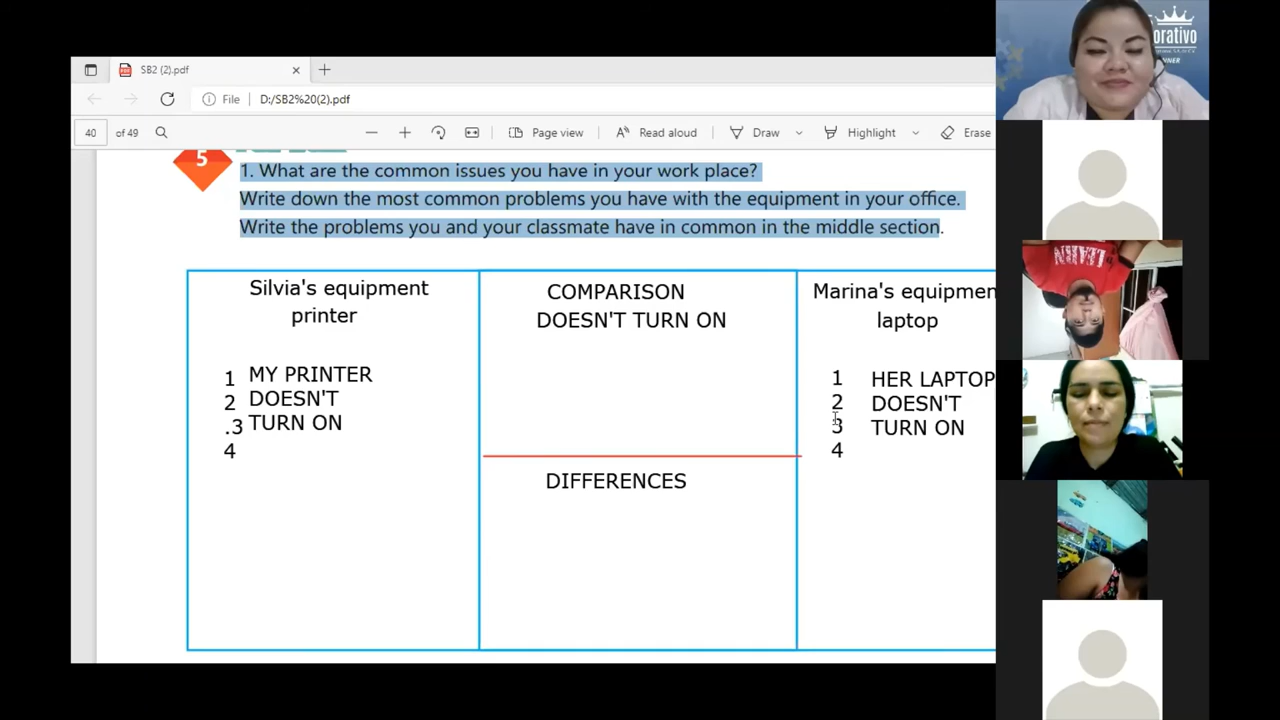 SB2 (2).pdf
File D:/SB2%20(2).pdf
40 of 49 Page view Read aloud Draw Highlight Erase
5
1. What are the common issues you have in your work place?
Write down the most common problems you have with the equipment in your office.
Write the problems you and your classmate have in common in the middle section.
Silvia's equipment
printer
1 MY PRINTER
2 DOESN'T
.3 TURN ON
4
COMPARISON
DOESN'T TURN ON
DIFFERENCES
Marina's equipmen
laptop
1 HER LAPTOP
2 DOESN'T
3 TURN ON
4
orativo
LEARN